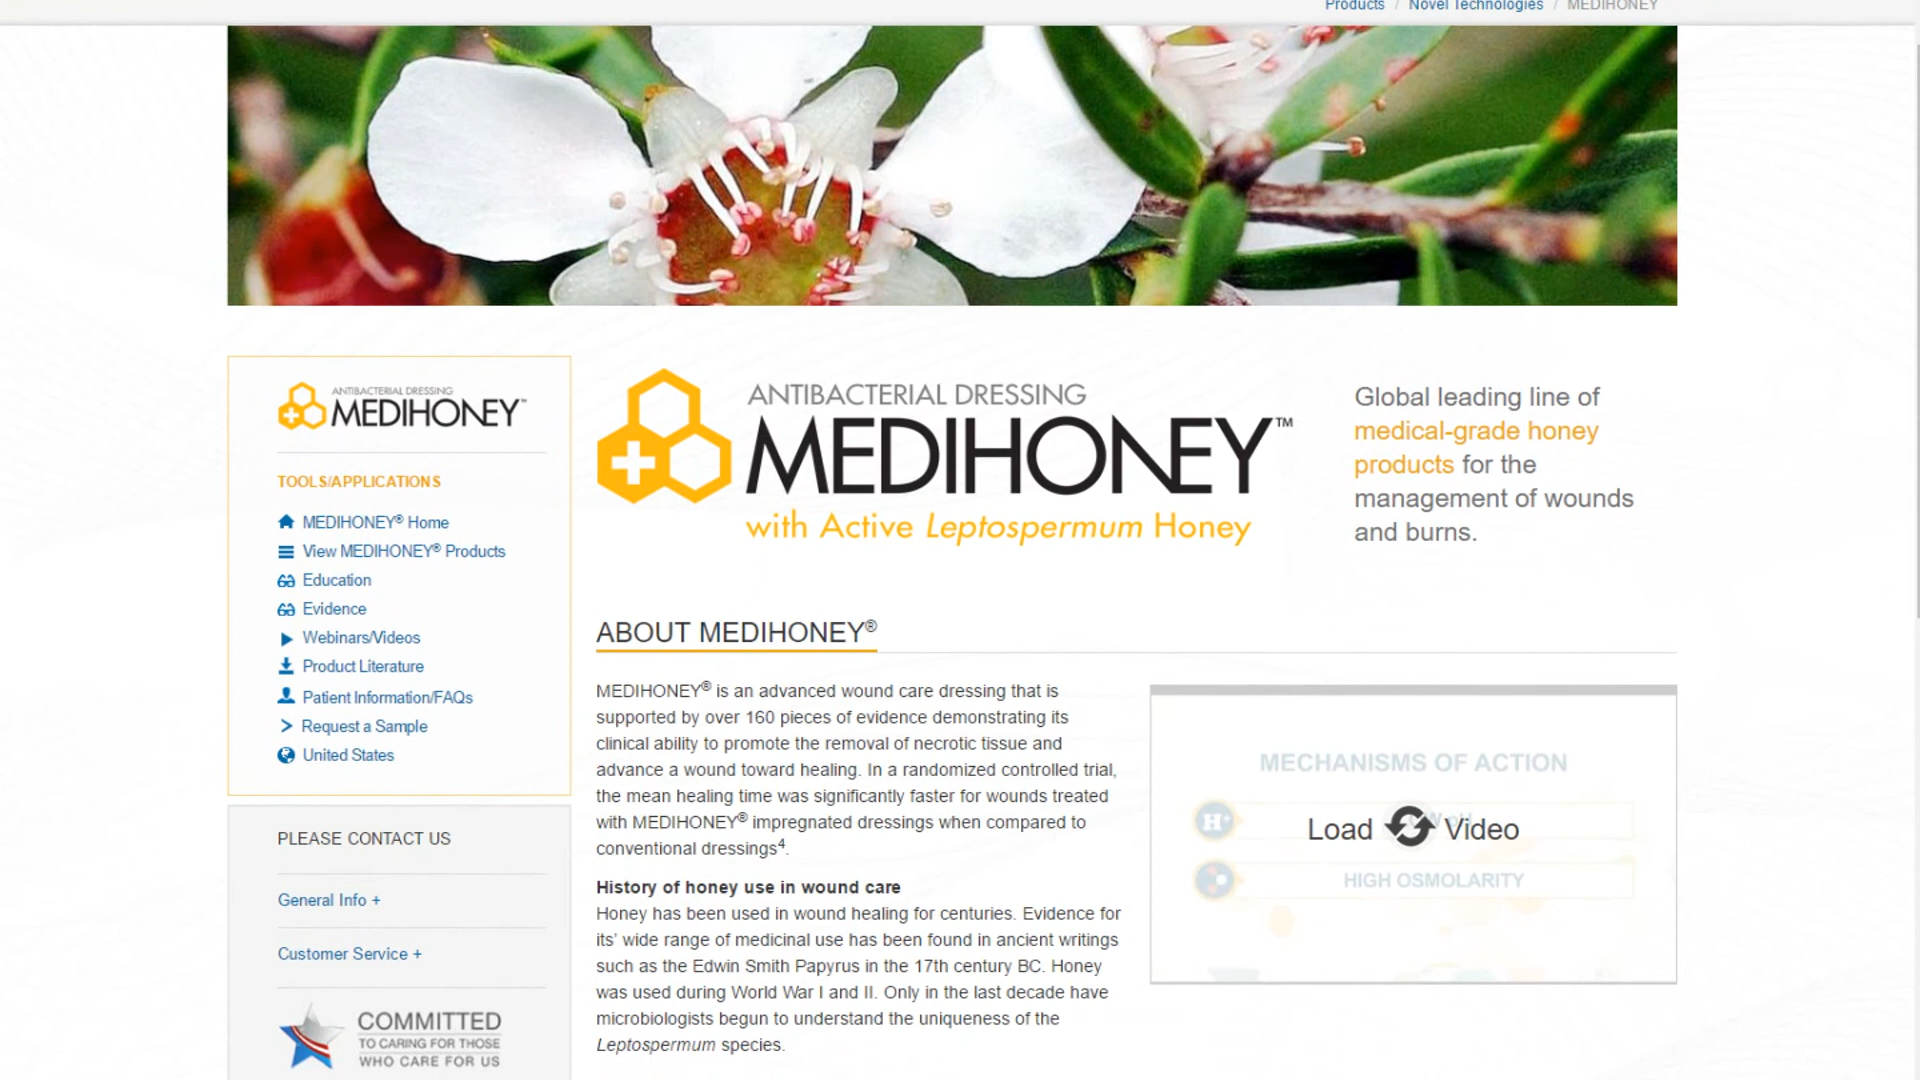 Products / Novel Technologies / MEDIHONEY
ANTIBACTERIAL DRESSING
MEDIHONEY™
TOOLS/APPLICATIONS
MEDIHONEY® Home
View MEDIHONEY® Products
Education
Evidence
Webinars/Videos
Product Literature
Patient Information/FAQs
Request a Sample
United States
PLEASE CONTACT US
General Info +
Customer Service +
COMMITTED
TO CARING FOR THOSE
WHO CARE FOR US
ANTIBACTERIAL DRESSING
MEDIHONEY™
with Active Leptospermum Honey
Global leading line of
medical-grade honey
products for the
management of wounds
and burns.
ABOUT MEDIHONEY®
MEDIHONEY® is an advanced wound care dressing that is
supported by over 160 pieces of evidence demonstrating its
clinical ability to promote the removal of necrotic tissue and
advance a wound toward healing. In a randomized controlled trial,
the mean healing time was significantly faster for wounds treated
with MEDIHONEY® impregnated dressings when compared to
conventional dressings4.
History of honey use in wound care
Honey has been used in wound healing for centuries. Evidence for
its’ wide range of medicinal use has been found in ancient writings
such as the Edwin Smith Papyrus in the 17th century BC. Honey
was used during World War I and II. Only in the last decade have
microbiologists begun to understand the uniqueness of the
Leptospermum species.
MECHANISMS OF ACTION
H+
Load Video
HIGH OSMOLARITY